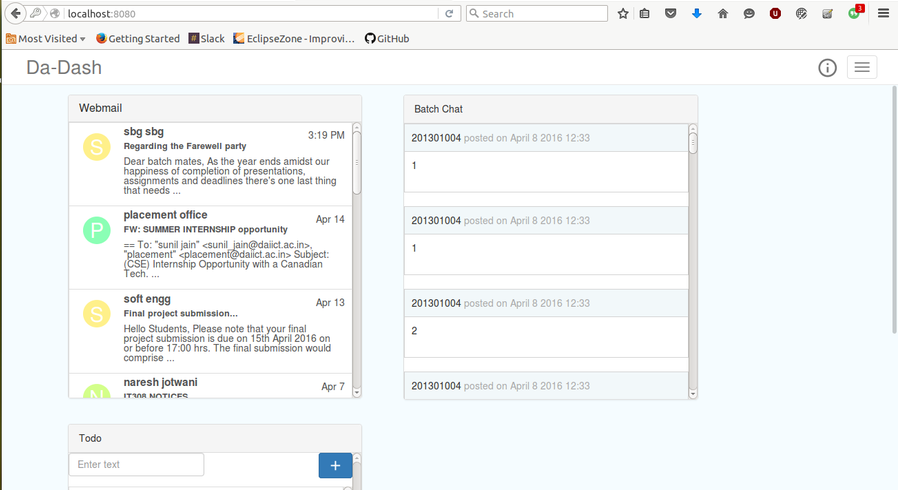 localhost:8080
Search
3
Most Visited
Getting Started
Slack
EclipseZone - Improvi...
GitHub
Da-Dash
Webmail
S
sbg sbg
3:19 PM
Regarding the Farewell party
Dear batch mates, As the year ends amidst our
happiness of completion of presentations,
assignments and deadlines there's one last thing
that needs ...
P
placement office
Apr 14
FW: SUMMER INTERNSHIP opportunity
== To: "sunil jain" <sunil_jain@daiict.ac.in>,
"placement" <placement@daiict.ac.in> Subject:
(CSE) Internship Opportunity with a Canadian
Tech. ...
S
soft engg
Apr 13
Final project submission...
Hello Students, Please note that your final
project submission is due on 15th April 2016 on
or before 17:00 hrs. The final submission would
comprise ...
N
naresh jotwani
Apr 7
IT308 NOTICES
Batch Chat
201301004 posted on April 8 2016 12:33
1
201301004 posted on April 8 2016 12:33
1
201301004 posted on April 8 2016 12:33
2
201301004 posted on April 8 2016 12:33
Todo
Enter text
+